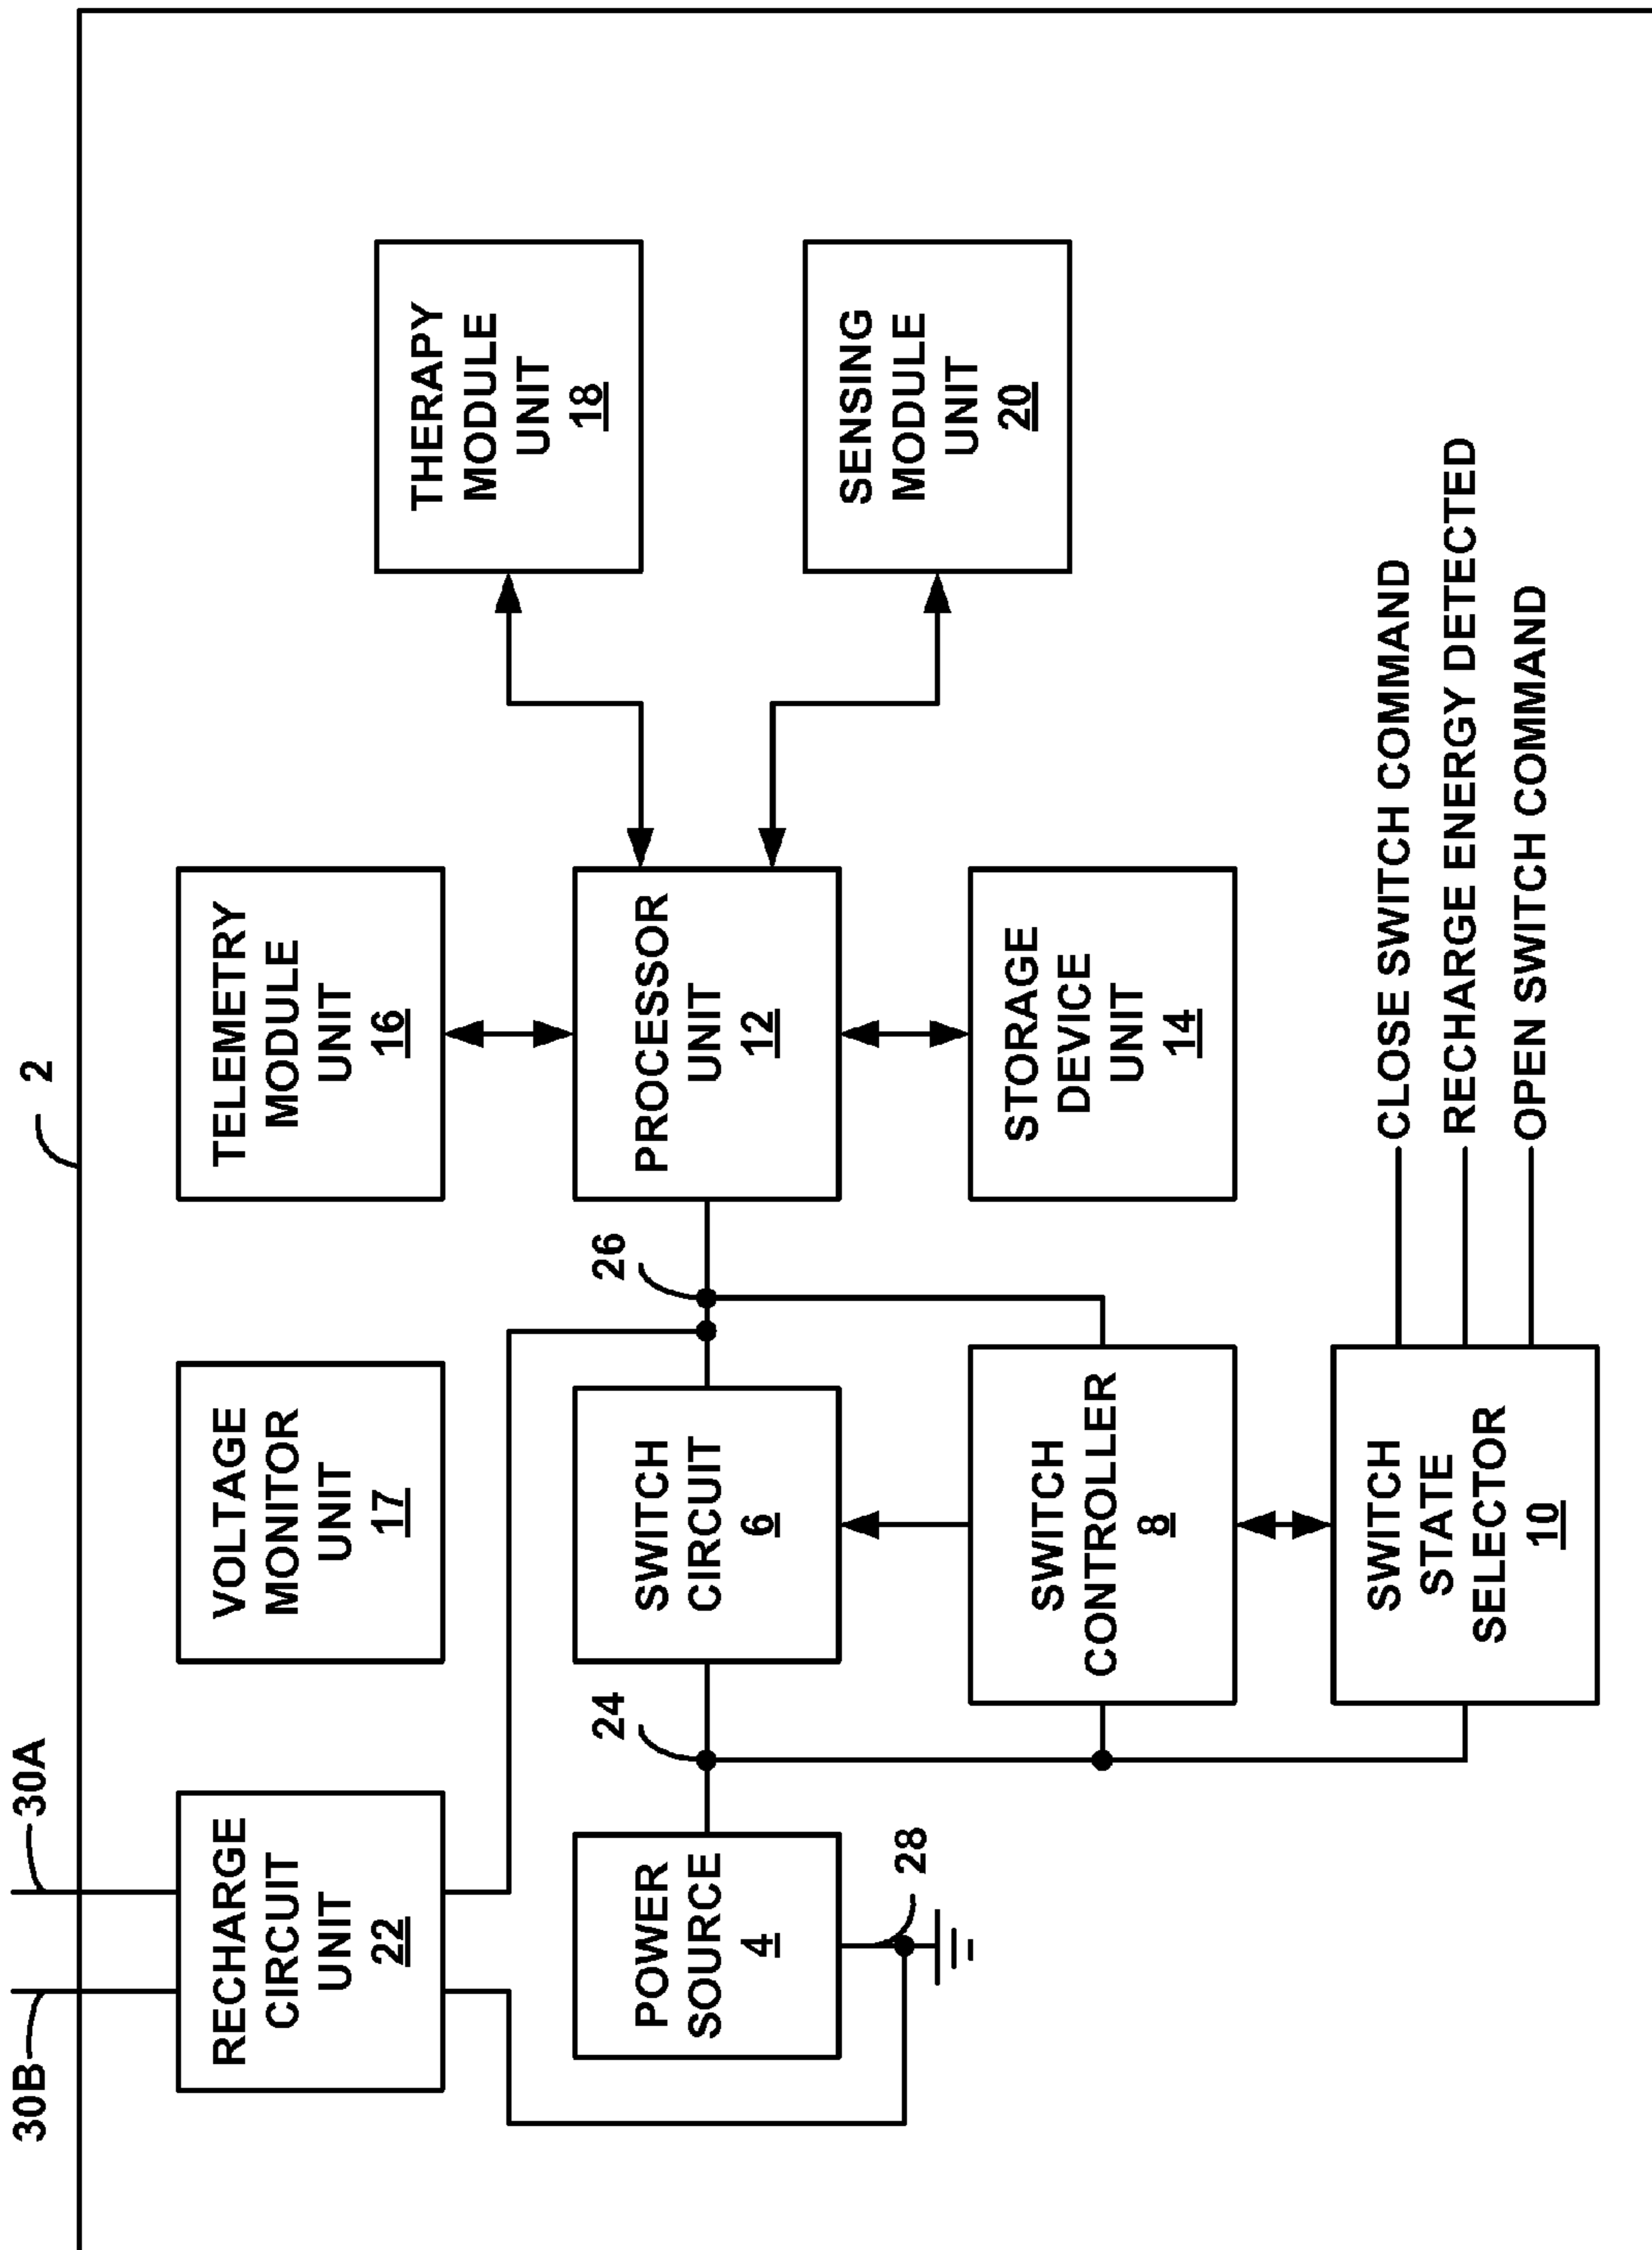 2
30B
30A
RECHARGE
CIRCUIT
UNIT
22
VOLTAGE
MONITOR
UNIT
17
TELEMETRY
MODULE
UNIT
16
THERAPY
MODULE
UNIT
18
24
26
POWER
SOURCE
4
28
SWITCH
CIRCUIT
6
PROCESSOR
UNIT
12
SENSING
MODULE
UNIT
20
SWITCH
CONTROLLER
8
STORAGE
DEVICE
UNIT
14
SWITCH
STATE
SELECTOR
10
CLOSE SWITCH COMMAND
RECHARGE ENERGY DETECTED
OPEN SWITCH COMMAND